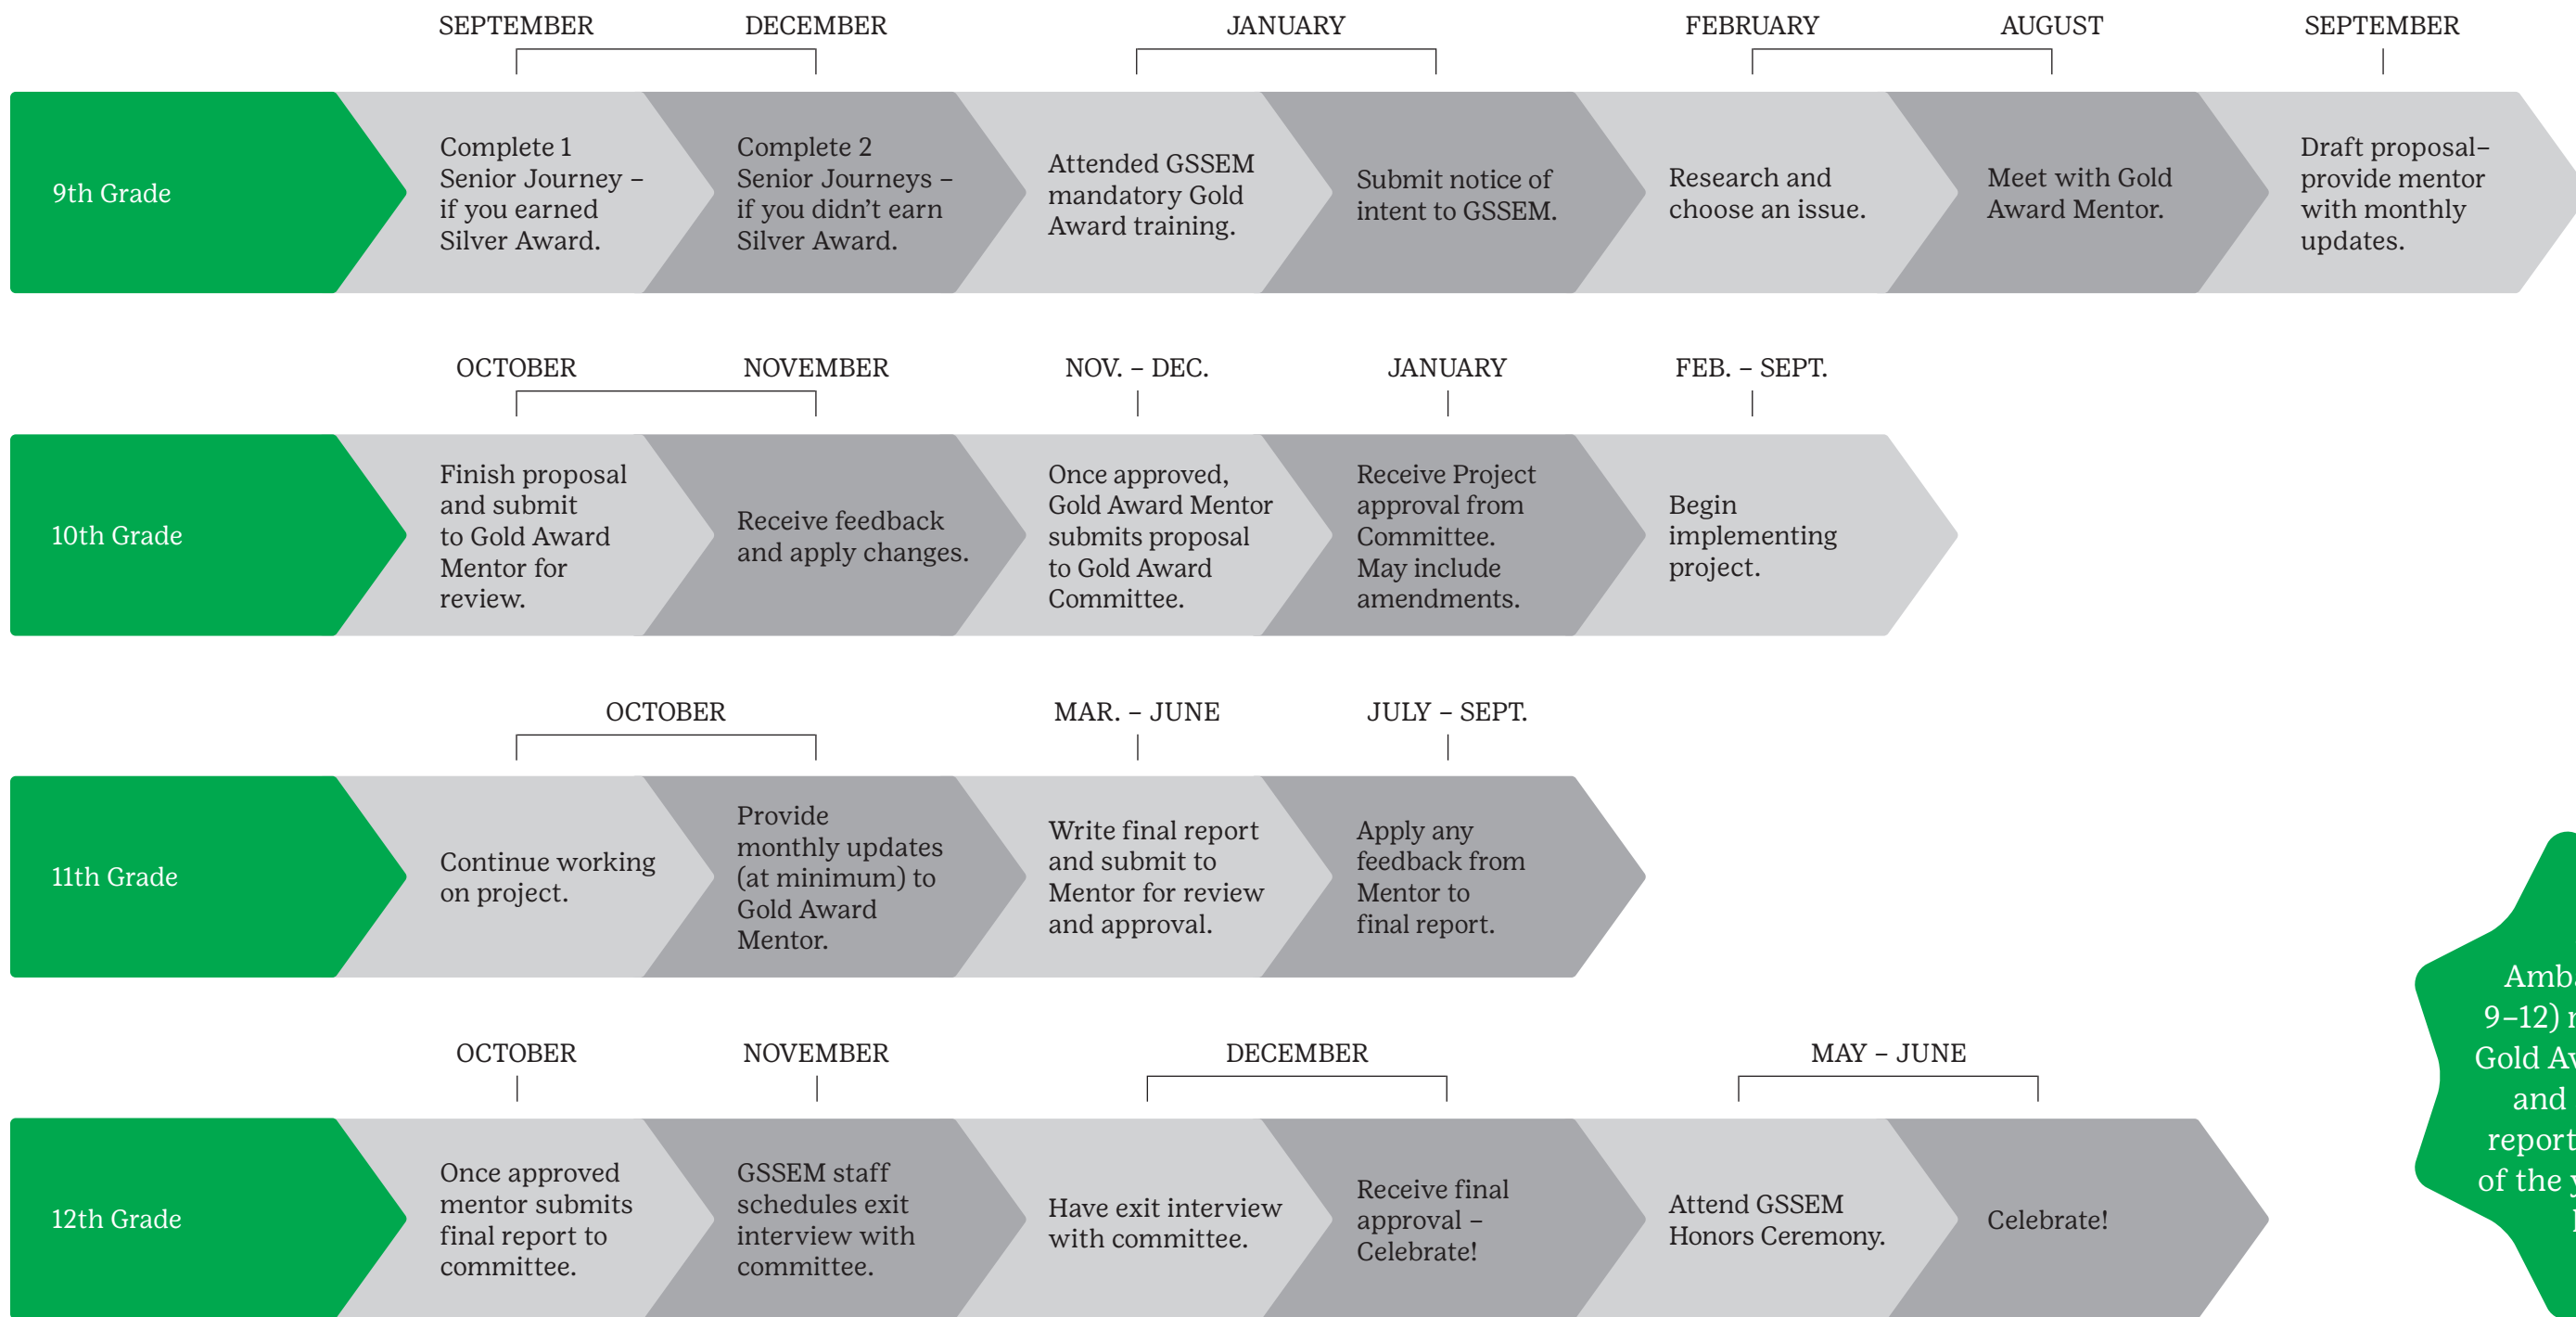 SEPTEMBER DECEMBER JANUARY FEBRUARY AUGUST SEPTEMBER
9th Grade
Complete 1
Senior Journey –
if you earned
Silver Award.
Complete 2
Senior Journeys –
if you didn’t earn
Silver Award.
Attended GSSEM
mandatory Gold
Award training.
Submit notice of
intent to GSSEM.
Research and
choose an issue.
Meet with Gold
Award Mentor.
Draft proposal–
provide mentor
with monthly
updates.
OCTOBER NOVEMBER NOV. – DEC. JANUARY FEB. – SEPT.
10th Grade
Finish proposal
and submit
to Gold Award
Mentor for
review.
Receive feedback
and apply changes.
Once approved,
Gold Award Mentor
submits proposal
to Gold Award
Committee.
Receive Project
approval from
Committee.
May include
amendments.
Begin
implementing
project.
OCTOBER MAR. – JUNE JULY – SEPT.
11th Grade
Continue working
on project.
Provide
monthly updates
(at minimum) to
Gold Award
Mentor.
Write final report
and submit to
Mentor for review
and approval.
Apply any
feedback from
Mentor to
final report.
OCTOBER NOVEMBER DECEMBER MAY – JUNE
12th Grade
Once approved
mentor submits
final report to
committee.
GSSEM staff
schedules exit
interview with
committee.
Have exit interview
with committee.
Receive final
approval –
Celebrate!
Attend GSSEM
Honors Ceremony.
Celebrate!
9–12)
Gold
and
report
of the